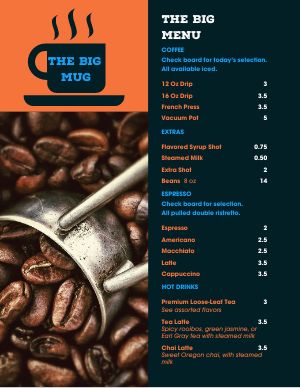 THE BIG
MUG
THE BIG
MENU
COFFEE
Check board for today's selection.
All available iced.
12 Oz Drip 3
16 Oz Drip 3.5
French Press 3.5
Vacuum Pot 5
EXTRAS
Flavored Syrup Shot 0.75
Steamed Milk 0.50
Extra Shot 2
Beans 8 oz 14
ESPRESSO
Check board for selection.
All pulled double ristretto.
Espresso 2
Americano 2.5
Macchiato 2.5
Latte 3.5
Cappuccino 3.5
HOT DRINKS
Premium Loose-Leaf Tea 3
See assorted flavors
Tea Latte 3.5
Spicy rooibos, green jasmine, or
Earl Gray tea with steamed milk
Chai Latte 3.5
Sweet Oregon chai, with steamed
milk